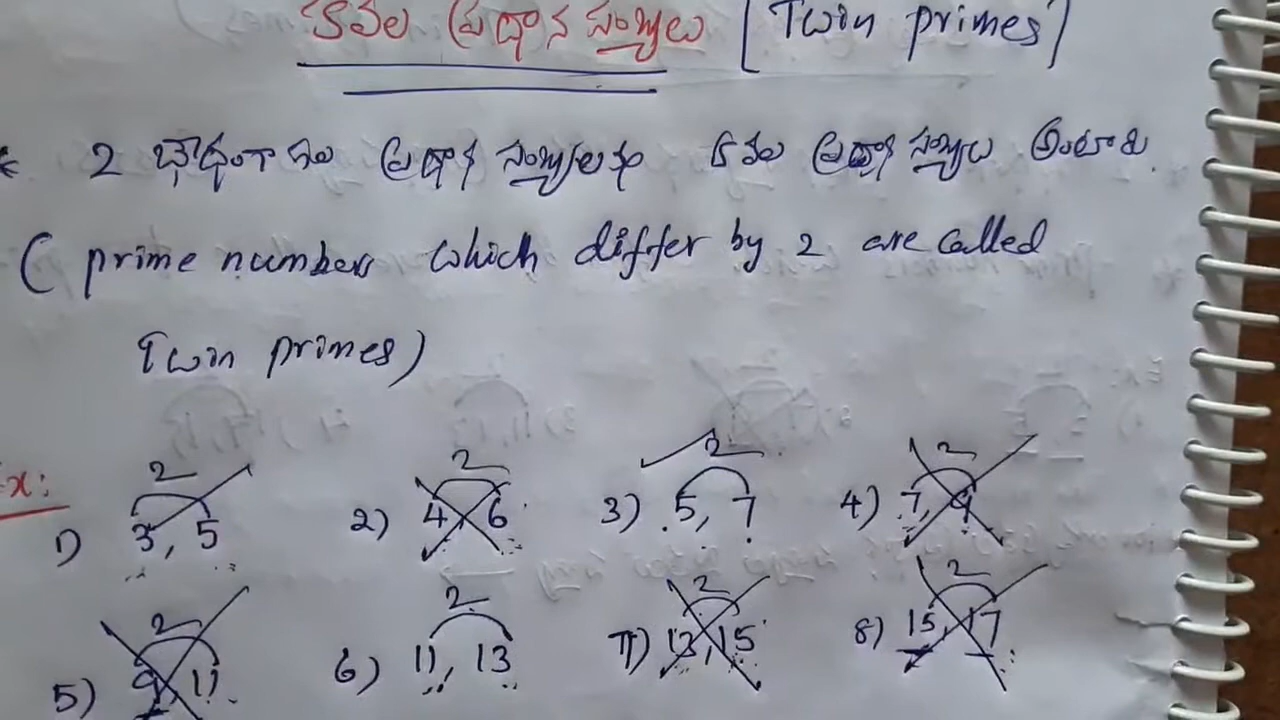 కవల ప్రధాన సంఖ్యలు [Twin primes]
* 2 భేధంగా గల ప్రధాన సంఖ్యలను కవల ప్రధాన సంఖ్యలు అంటారు.
( prime numbers which differ by 2 are called
Twin primes)
Ex:
2 2 2 2
1) 3, 5 2) 4, 6 3) 5, 7 4) 7, 9
2 2 2 2
5) 9, 11 6) 11, 13 7) 13, 15 8) 15, 17